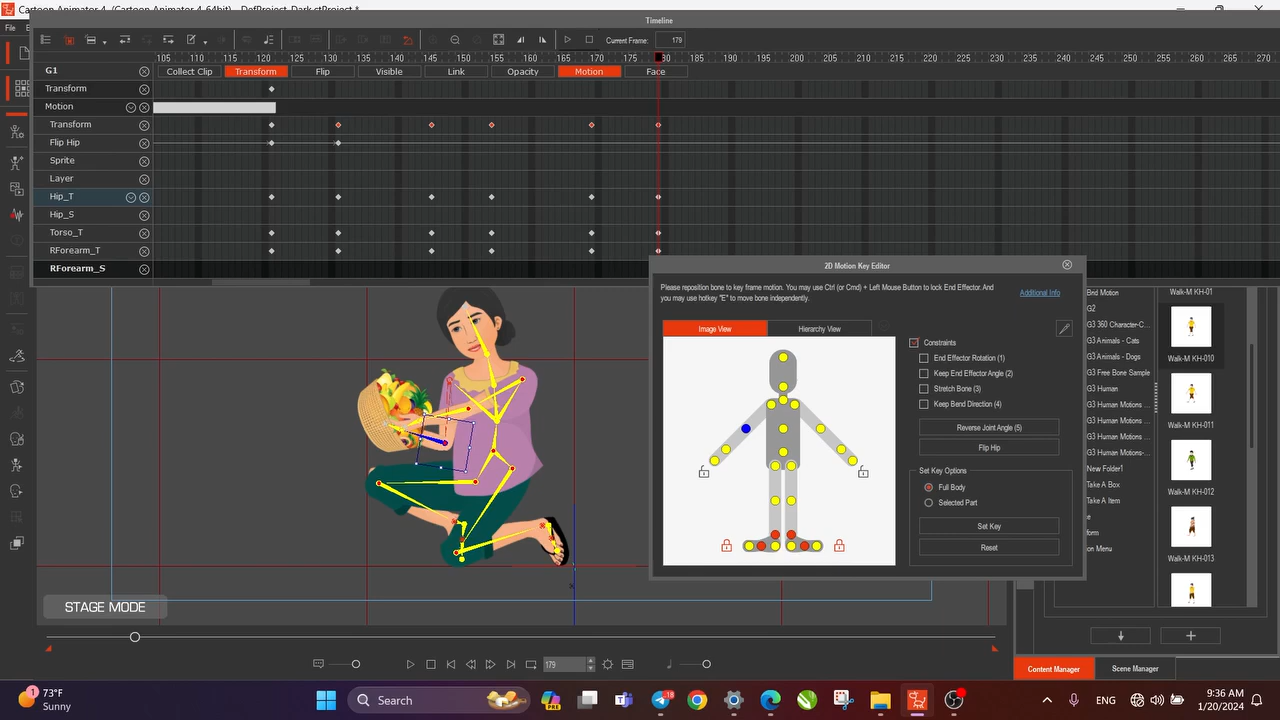 Cartoon Animator 4 (Cartoon Animator 4 64bit) - DefProject_Dark.ctProject *
Timeline
File
Current Frame: 179
105 110 115 120 125 130 135 140 145 150 155 160 165 170 175 180 185 190 195 200 205 210 215 220 225 230 235 240 245 250 255 260 265 270
G1
Collect Clip
Transform
Flip
Visible
Link
Opacity
Motion
Face
Transform
Motion
Transform
Flip Hip
Sprite
Layer
Hip_T
Hip_S
Torso_T
RForearm_T
RForearm_S
2D Motion Key Editor
Please reposition bone to key frame motion. You may use Ctrl (or Cmd) + Left Mouse Button to lock End Effector. And
you may use hotkey "E" to move bone independently.
Additional Info
Image View
Hierarchy View
Constraints
End Effector Rotation (1)
Keep End Effector Angle (2)
Stretch Bone (3)
Keep Bend Direction (4)
Reverse Joint Angle (5)
Flip Hip
Set Key Options
Full Body
Selected Part
Set Key
Reset
Bnd Motion
G2
G3 360 Character-C...
G3 Animals - Cats
G3 Animals - Dogs
G3 Free Bone Sample
G3 Human
G3 Human Motions ...
G3 Human Motions ...
G3 Human Motions ...
G3 Human Motions-...
New Folder1
Take A Box
Take A Item
e
form
on Menu
Walk-M KH-01
Walk-M KH-010
Walk-M KH-011
Walk-M KH-012
Walk-M KH-013
STAGE MODE
179
Content Manager
Scene Manager
1
73°F
Sunny
Search
PRE
18
ENG
9:36 AM
1/20/2024